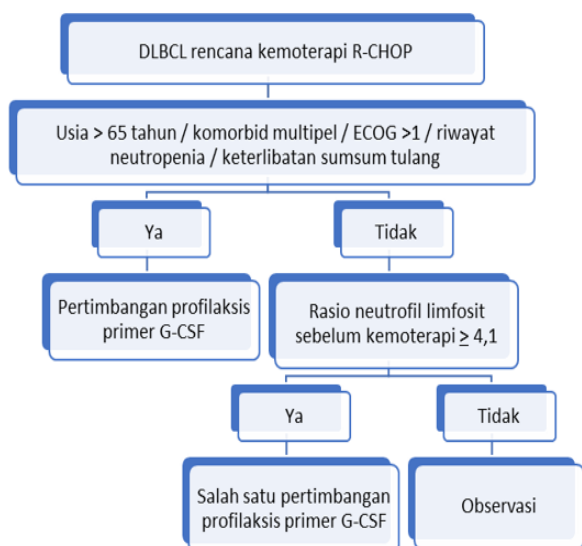 DLBCL rencana kemoterapi R-CHOP
Usia > 65 tahun / komorbid multipel / ECOG >1 / riwayat
neutropenia / keterlibatan sumsum tulang
Ya
Tidak
Pertimbangan profilaksis
primer G-CSF
Rasio neutrofil limfosit
sebelum kemoterapi ≥ 4,1
Ya
Tidak
Salah satu pertimbangan
profilaksis primer G-CSF
Observasi